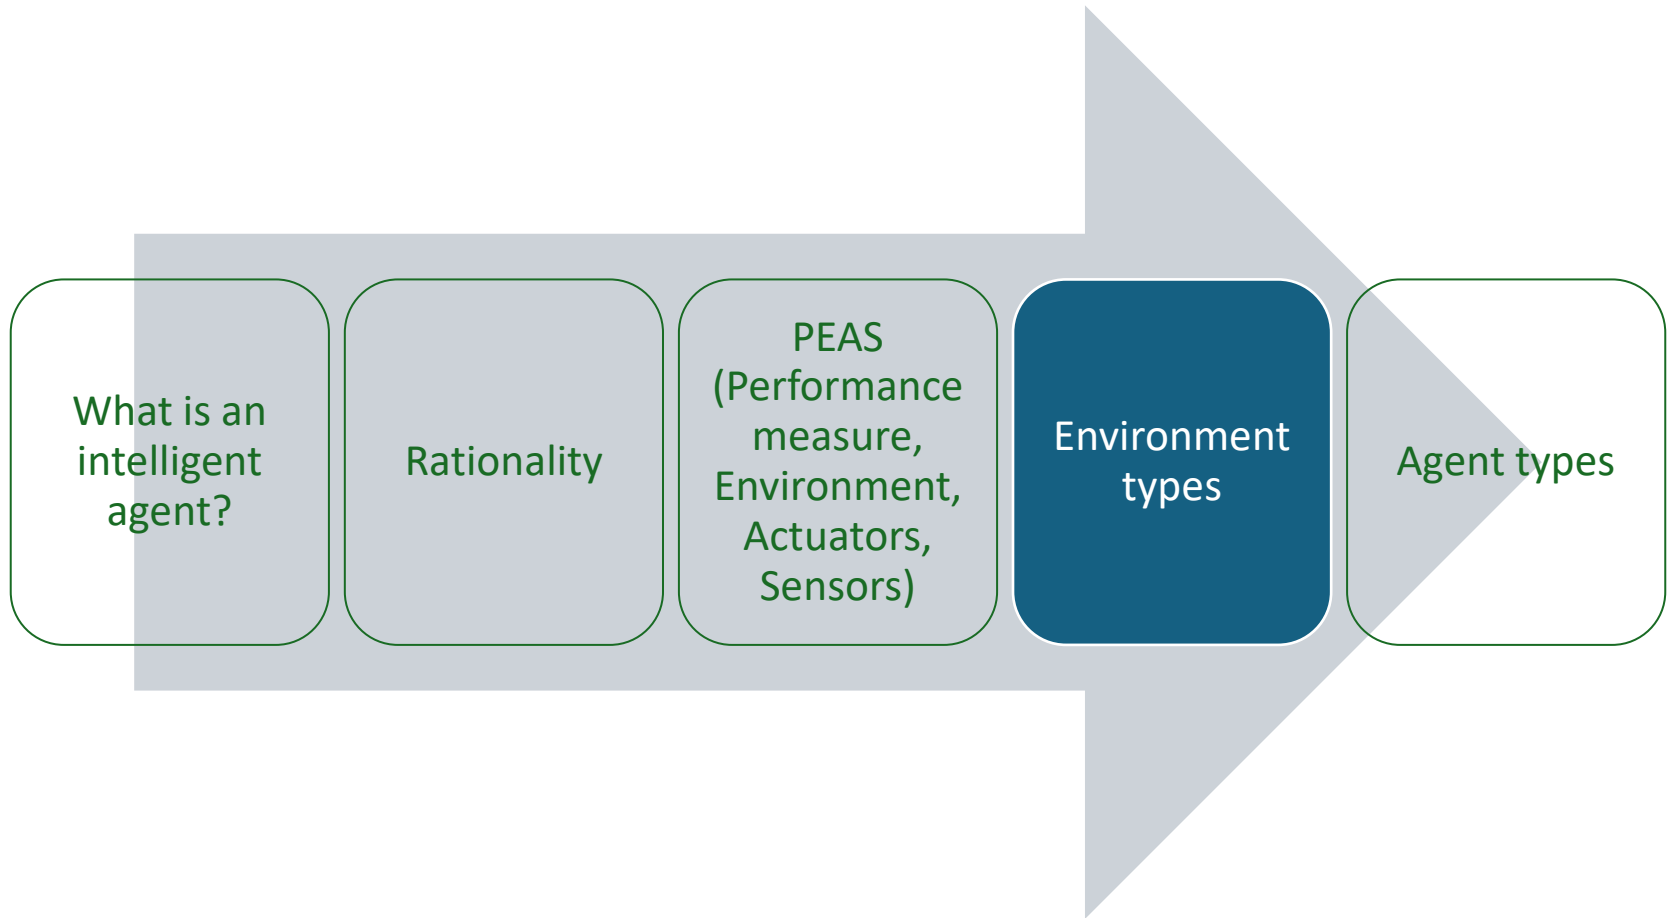 What is an
intelligent
agent?
Rationality
PEAS
(Performance
measure,
Environment,
Actuators,
Sensors)
Environment
types
Agent types